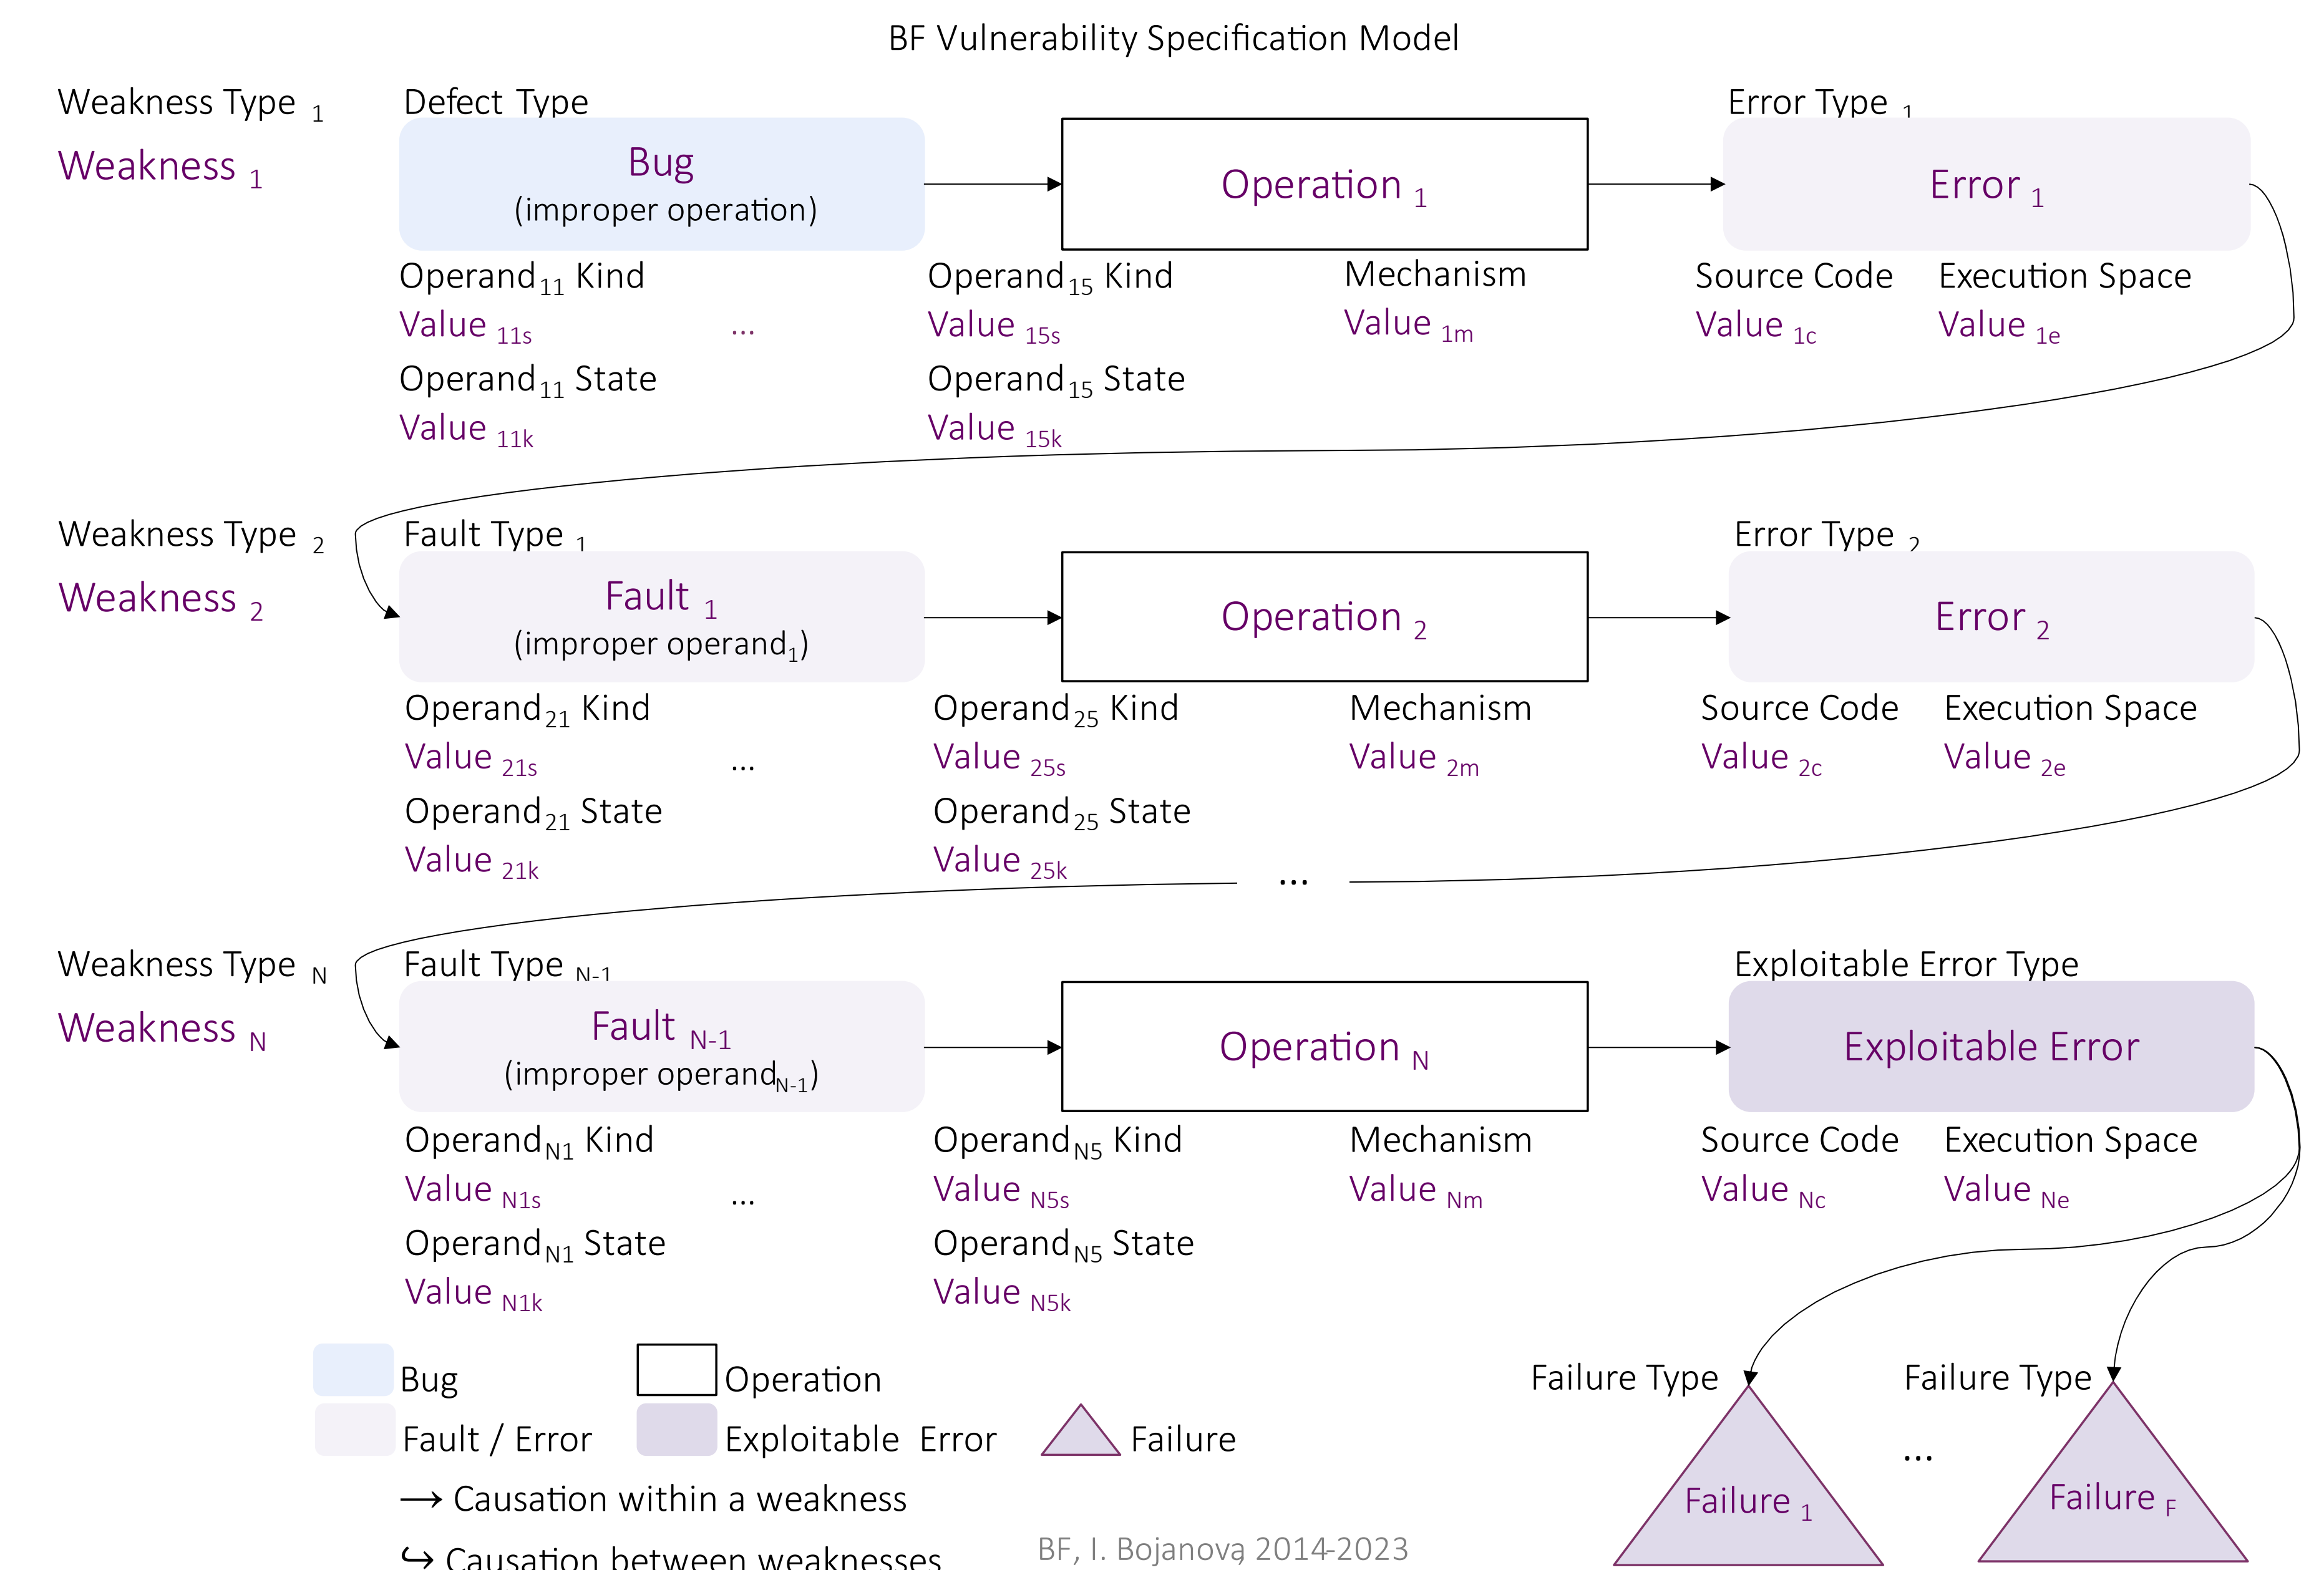 BF Vulnerability Specification Model
Weakness Type 1 Defect Type Error Type 1
Weakness 1 Bug Operation 1 Error 1
(improper operation)
Operand11 Kind Operand15 Kind Mechanism Source Code Execution Space
Value 11s ... Value 15s Value 1m Value 1c Value 1e
Operand11 State Operand15 State
Value 11k Value 15k
Weakness Type 2 Fault Type 1 Error Type 2
Weakness 2 Fault 1 Operation 2 Error 2
(improper operand1)
Operand21 Kind Operand25 Kind Mechanism Source Code Execution Space
Value 21s ... Value 25s Value 2m Value 2c Value 2e
Operand21 State Operand25 State
Value 21k Value 25k
...
Weakness Type N Fault Type N-1 Exploitable Error Type
Weakness N Fault N-1 Operation N Exploitable Error
(improper operandN-1)
OperandN1 Kind OperandN5 Kind Mechanism Source Code Execution Space
Value N1s ... Value N5s Value Nm Value Nc Value Ne
OperandN1 State OperandN5 State
Value N1k Value N5k
Bug Operation Failure Type Failure Type
Fault / Error Exploitable Error Failure ...
→ Causation within a weakness Failure 1 Failure F
↪ Causation between weaknesses BF, I. Bojanova, 2014-2023